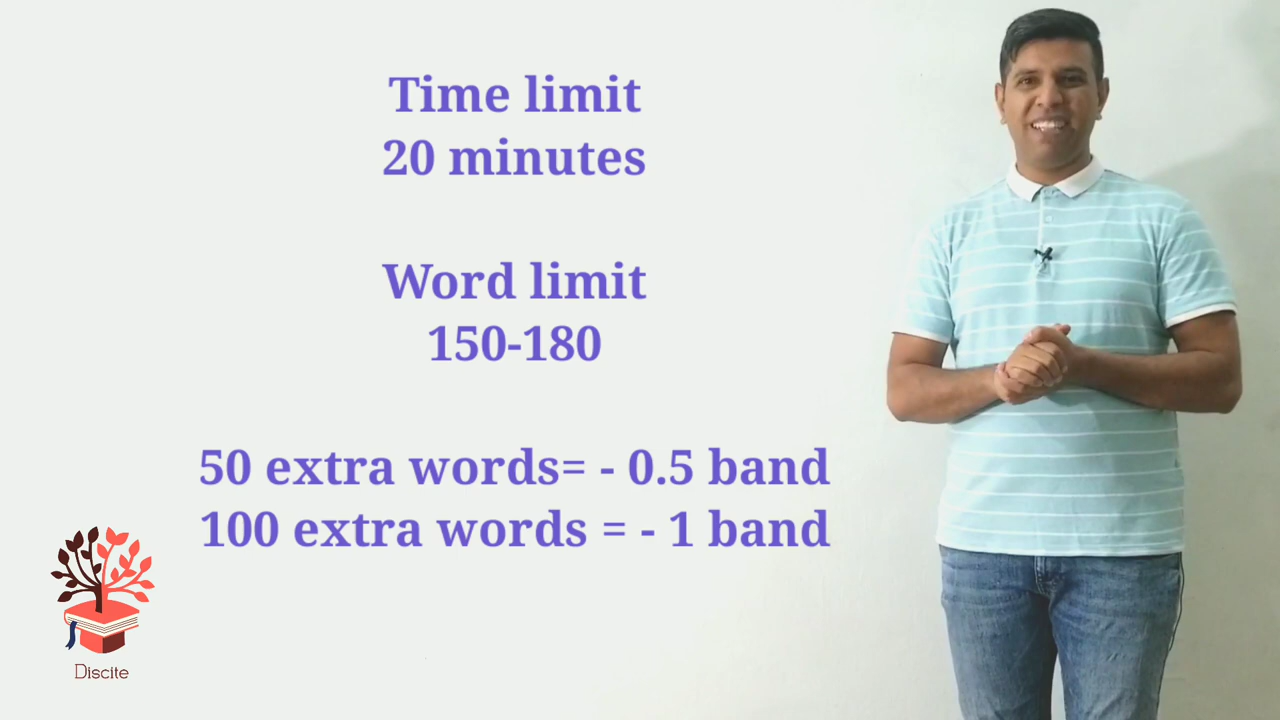 Time limit
20 minutes
Word limit
150-180
50 extra words= - 0.5 band
100 extra words = - 1 band
Discite